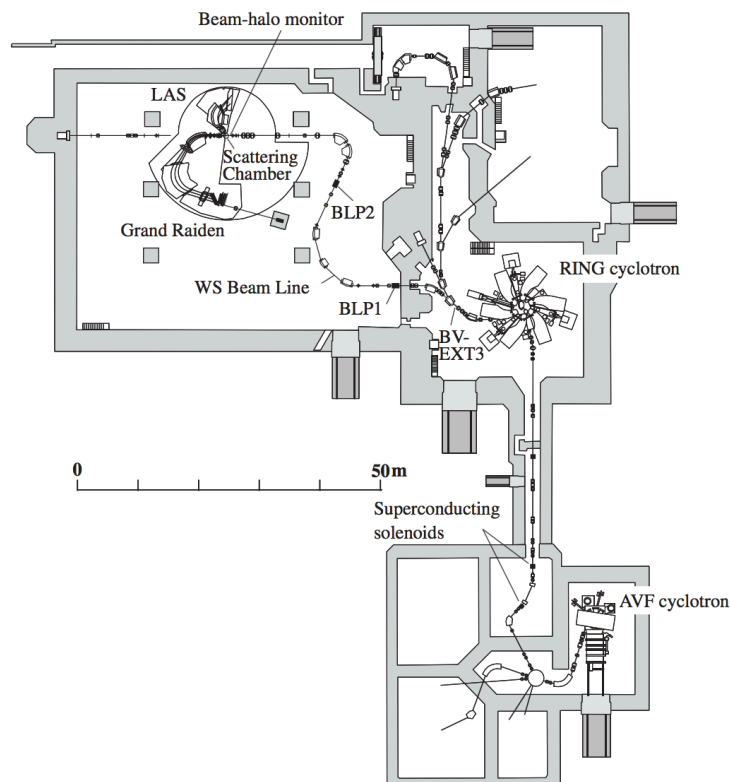 Beam-halo monitor
LAS
Scattering
Chamber
BLP2
Grand Raiden
WS Beam Line
BLP1
RING cyclotron
BV-
EXT3
0
50m
Superconducting
solenoids
AVF cyclotron